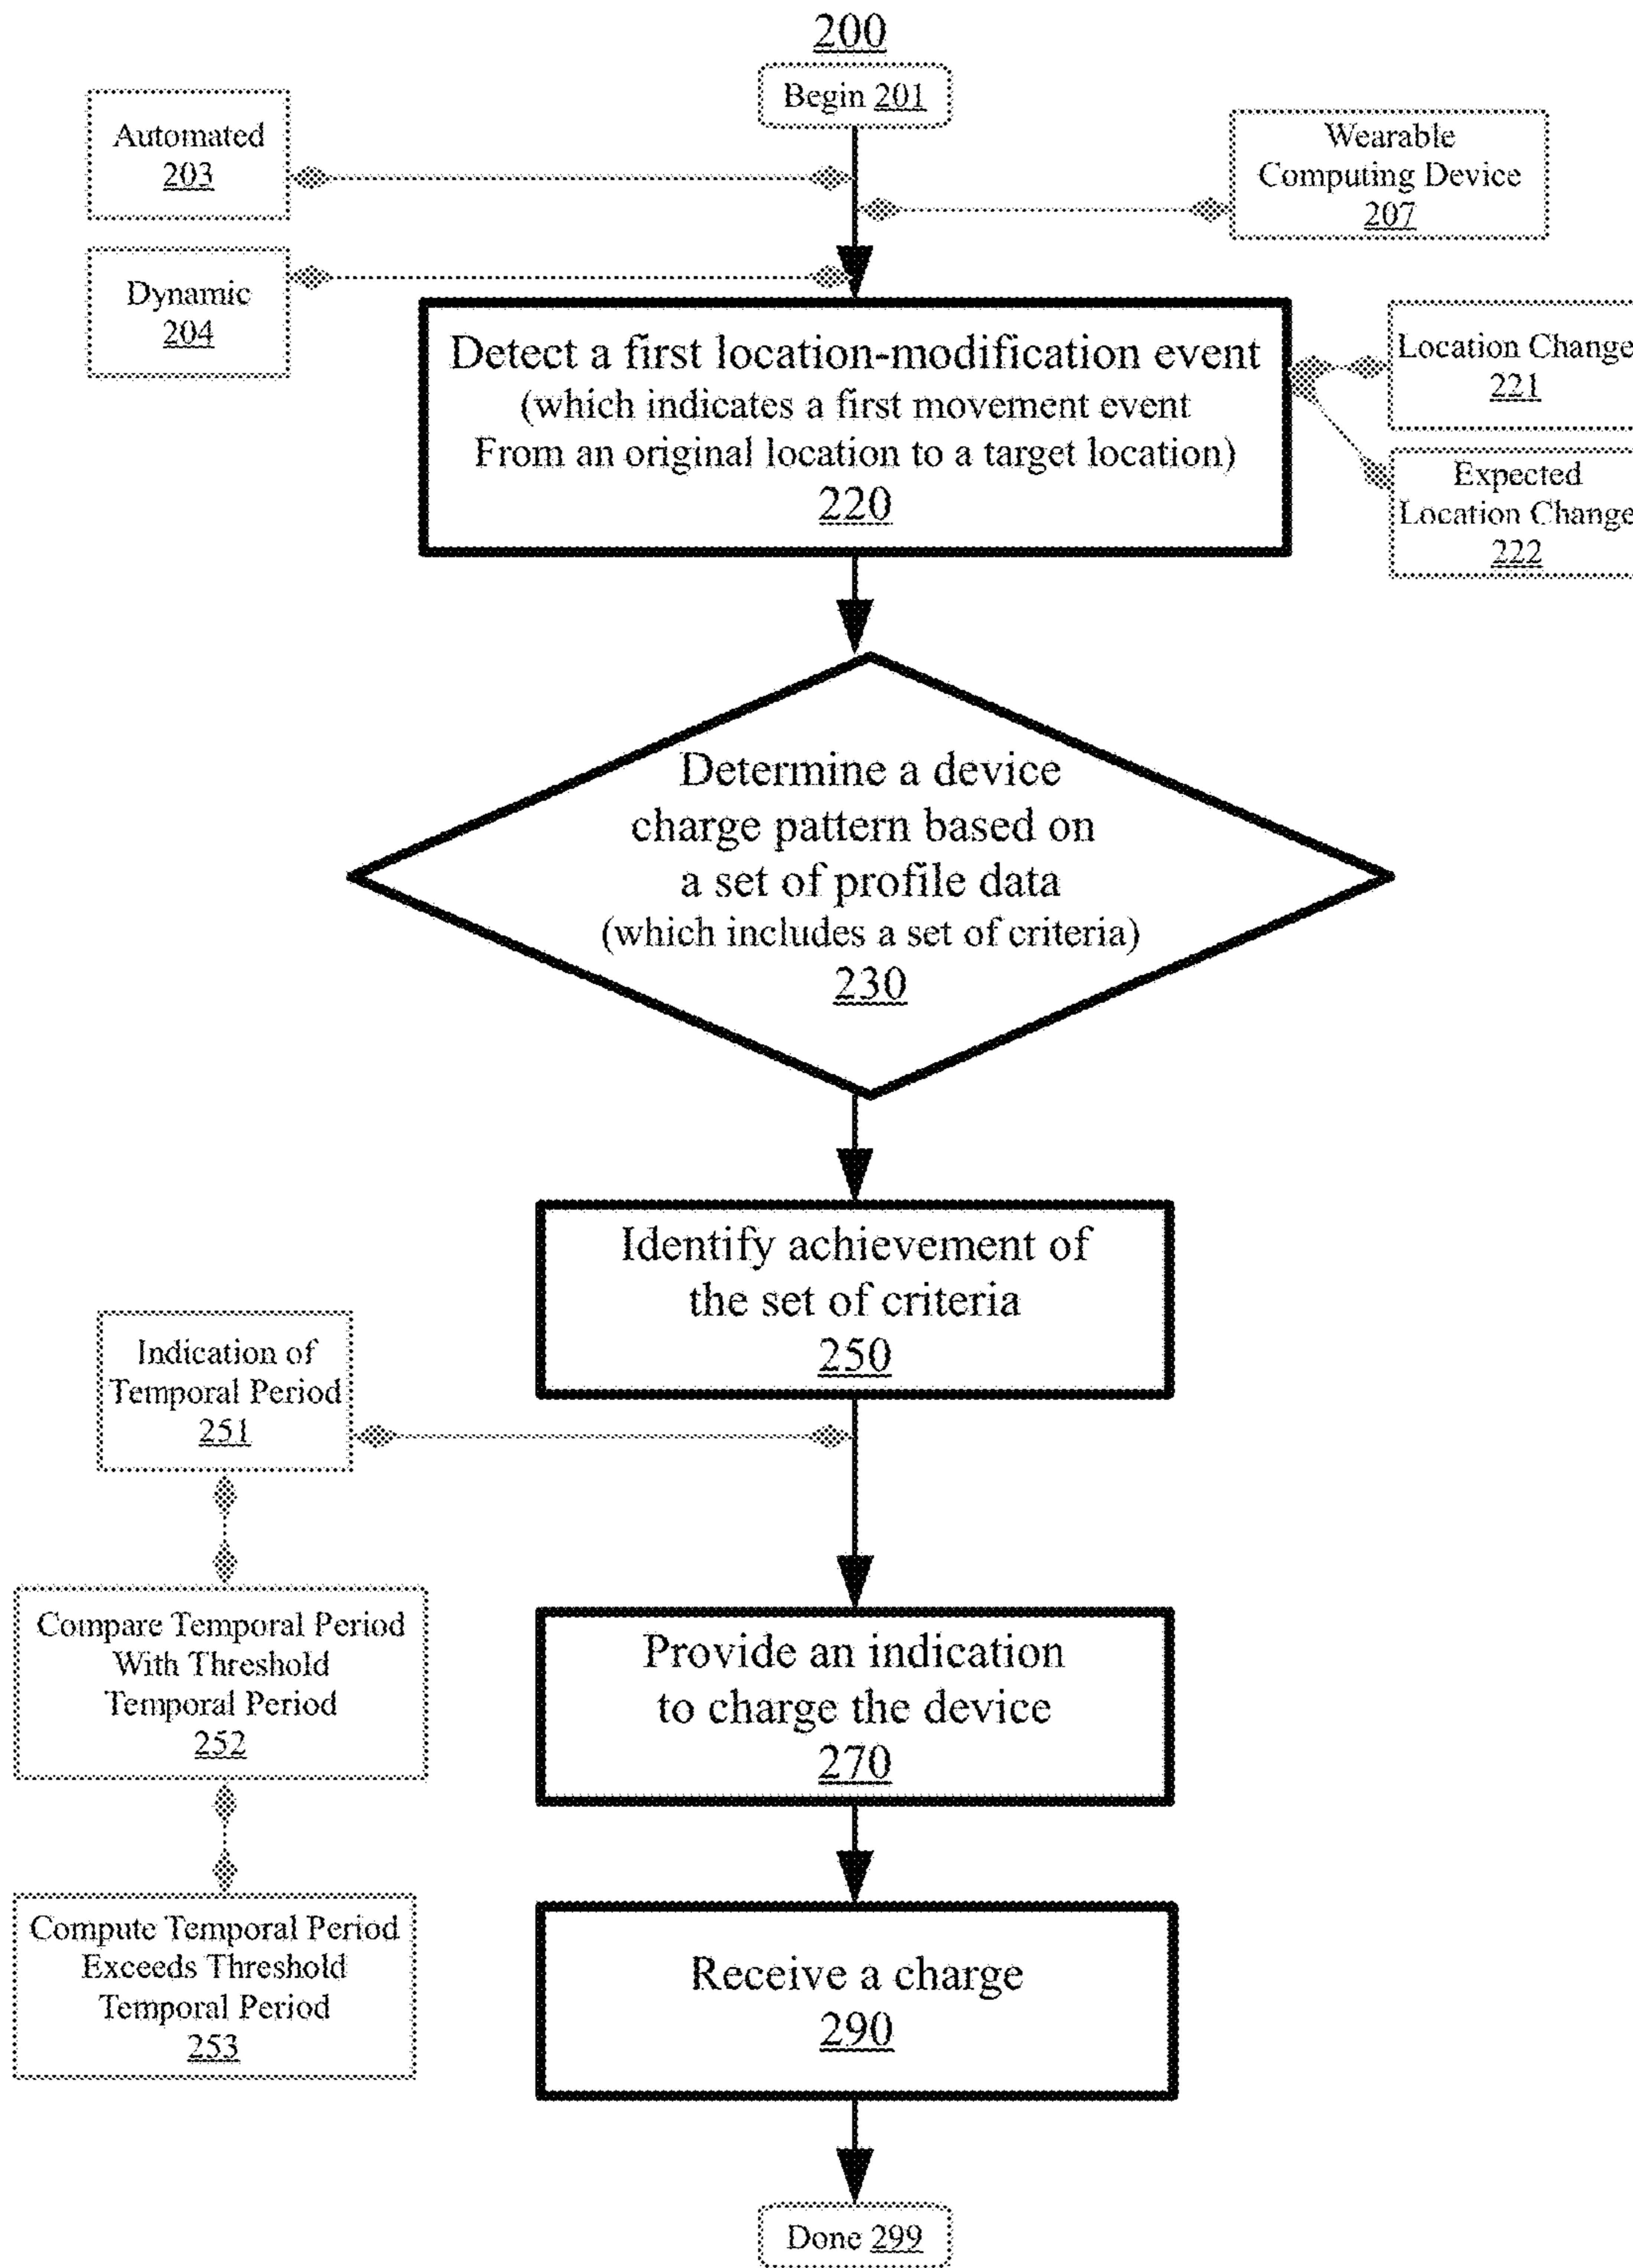 200
Begin 201
Automated
203
Wearable
Computing Device
207
Dynamic
204
Detect a first location-modification event
(which indicates a first movement event
From an original location to a target location)
220
Location Change
221
Expected
Location Change
222
Determine a device
charge pattern based on
a set of profile data
(which includes a set of criteria)
230
Identify achievement of
the set of criteria
250
Indication of
Temporal Period
251
Compare Temporal Period
With Threshold
Temporal Period
252
Provide an indication
to charge the device
270
Compute Temporal Period
Exceeds Threshold
Temporal Period
253
Receive a charge
290
Done 299